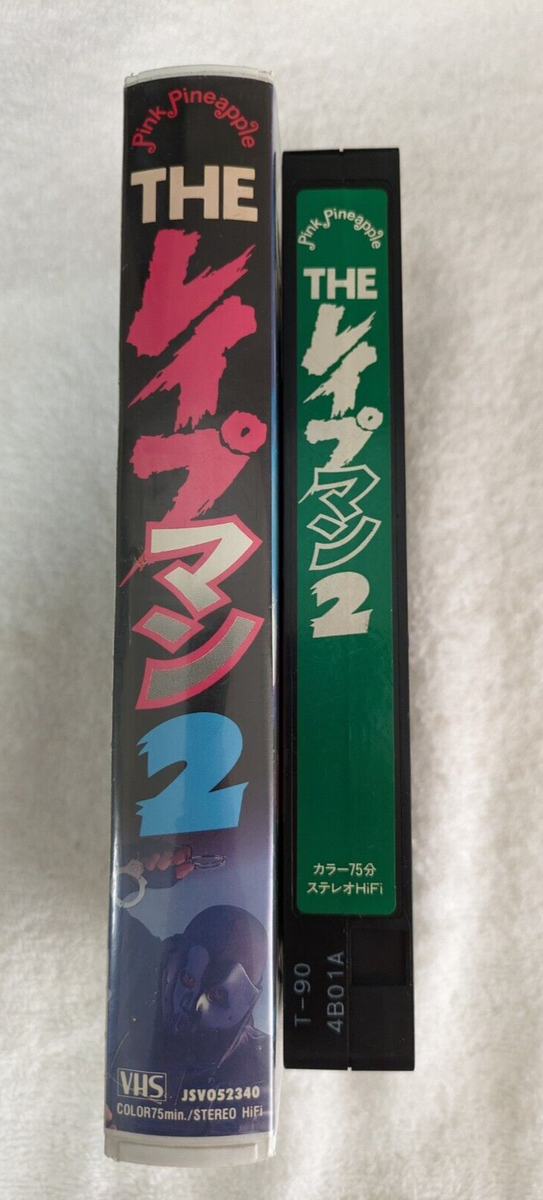 Pink Pineapple
THE
レイプマン
2
VHS JSV052340
COLOR75min./STEREO HiFi
Pink Pineapple
THE
レイプマン
2
カラー75分
ステレオHiFi
T-90
4B01A